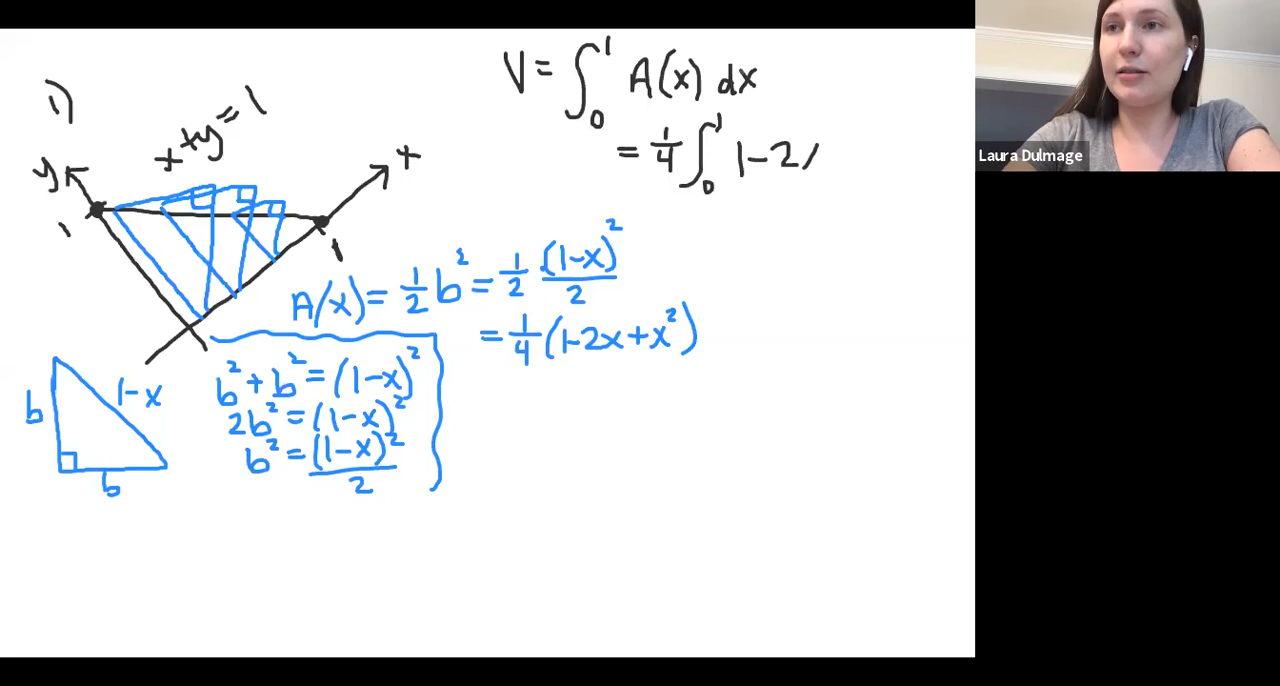 1)
x+y=1
y
x
1
1
V = ∫₀¹ A(x) dx
= 1/4 ∫₀¹ 1-2
A(x) = 1/2 b² = 1/2 (1-x)²/2
= 1/4 (1-2x+x²)
b
1-x
b
b² + b² = (1-x)²
2b² = (1-x)²
b² = (1-x)²/2
Laura Dulmage